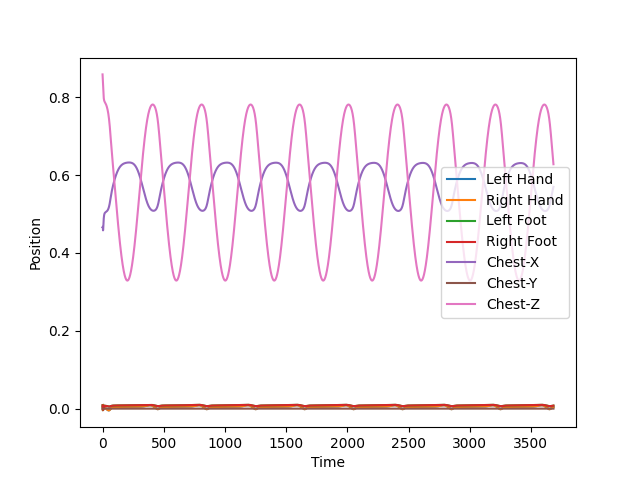 0.8
0.6
0.4
0.2
0.0
Position
0 500 1000 1500 2000 2500 3000 3500
Time
Left Hand
Right Hand
Left Foot
Right Foot
Chest-X
Chest-Y
Chest-Z